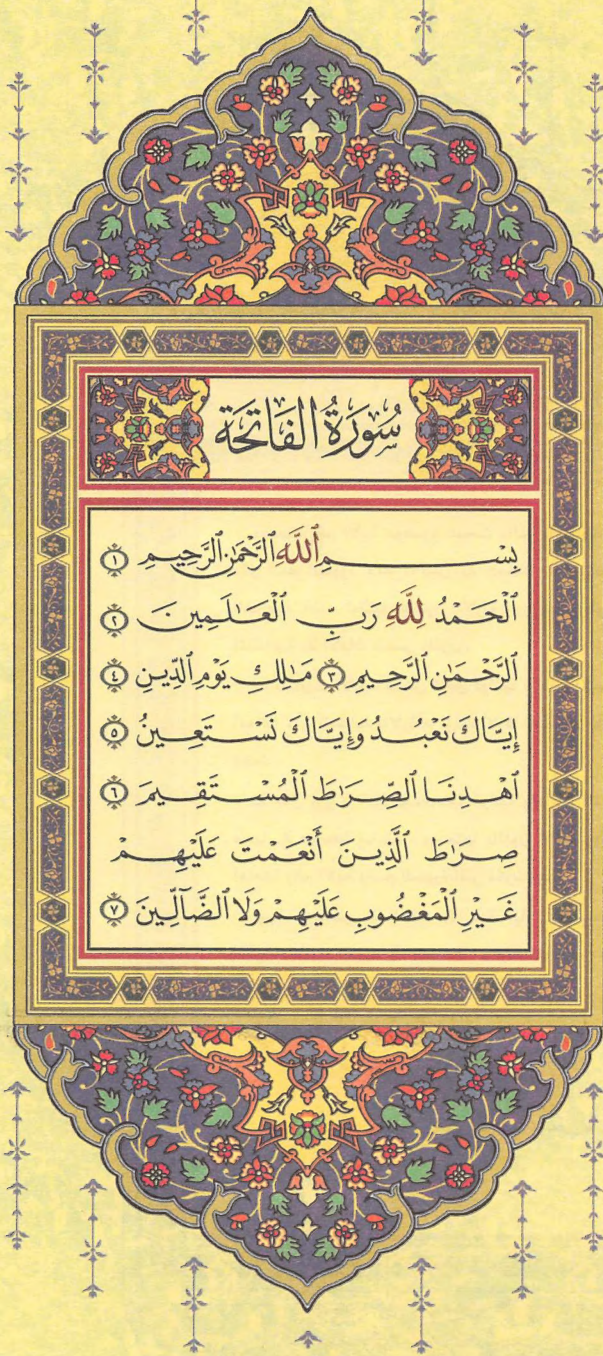 سُورَةُ الفَاتِحَة
بِسْمِ ٱللَّهِ ٱلرَّحْمَٰنِ ٱلرَّحِيمِ ١
ٱلْحَمْدُ لِلَّهِ رَبِّ ٱلْعَٰلَمِينَ ٢
ٱلرَّحْمَٰنِ ٱلرَّحِيمِ ٣ مَٰلِكِ يَوْمِ ٱلدِّينِ ٤
إِيَّاكَ نَعْبُدُ وَإِيَّاكَ نَسْتَعِينُ ٥
ٱهْدِنَا ٱلصِّرَٰطَ ٱلْمُسْتَقِيمَ ٦
صِرَٰطَ ٱلَّذِينَ أَنْعَمْتَ عَلَيْهِمْ
غَيْرِ ٱلْمَغْضُوبِ عَلَيْهِمْ وَلَا ٱلضَّآلِّينَ ٧